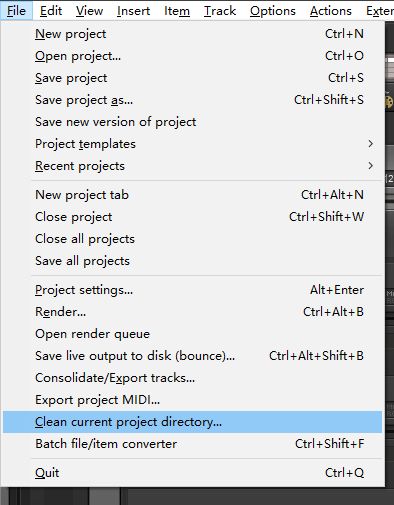 File Edit View Insert Item Track Options Actions
New project Ctrl+N
Open project... Ctrl+O
Save project Ctrl+S
Save project as... Ctrl+Shift+S
Save new version of project
Project templates
Recent projects
New project tab Ctrl+Alt+N
Close project Ctrl+Shift+W
Close all projects
Save all projects
Project settings... Alt+Enter
Render... Ctrl+Alt+B
Open render queue
Save live output to disk (bounce)... Ctrl+Alt+Shift+B
Consolidate/Export tracks...
Export project MIDI...
Clean current project directory...
Batch file/item converter Ctrl+Shift+F
Quit Ctrl+Q